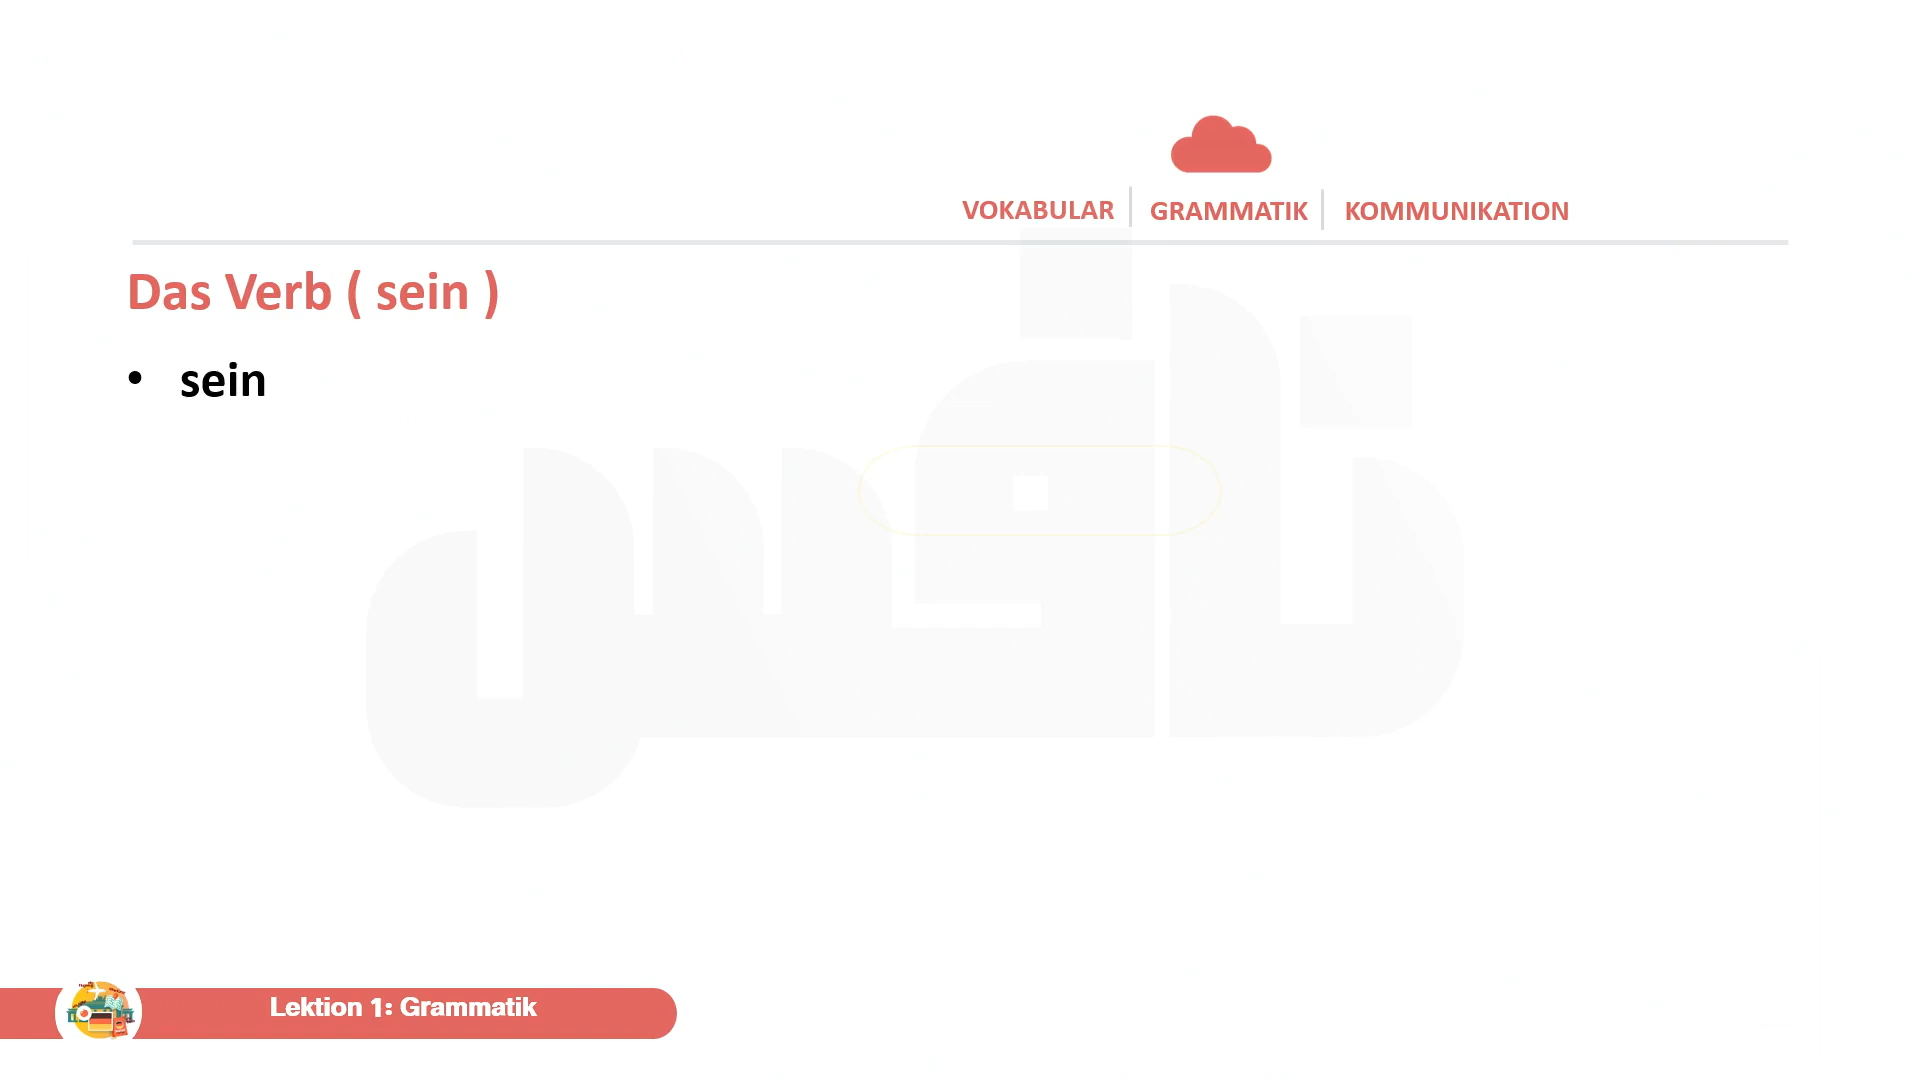 VOKABULAR GRAMMATIK KOMMUNIKATION
Das Verb ( sein )
• sein
Lektion 1: Grammatik